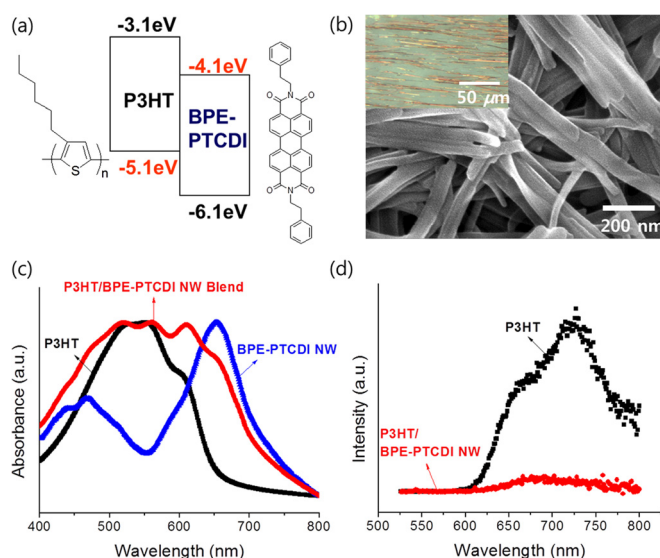 (a)
-3.1eV
P3HT
-5.1eV
-4.1eV
BPE-
PTCDI
-6.1eV
S
n
O
N
O
O
N
O
(b)
50 μm
200 nm
(c)
P3HT/BPE-PTCDI NW Blend
P3HT
BPE-PTCDI NW
Absorbance (a.u.)
400 500 600 700 800
Wavelength (nm)
(d)
P3HT
P3HT/
BPE-PTCDI NW
Intensity (a.u.)
500 550 600 650 700 750 800
Wavelength (nm)